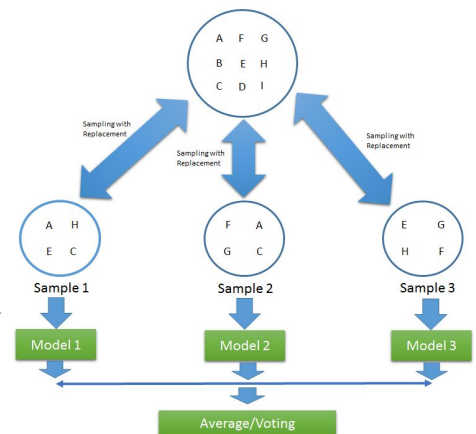 A F G
B E H
C D I
Sampling with
Replacement
Sampling with
Replacement
Sampling with
Replacement
A H
E C
F A
G C
E G
H F
Sample 1
Sample 2
Sample 3
Model 1
Model 2
Model 3
Average/Voting